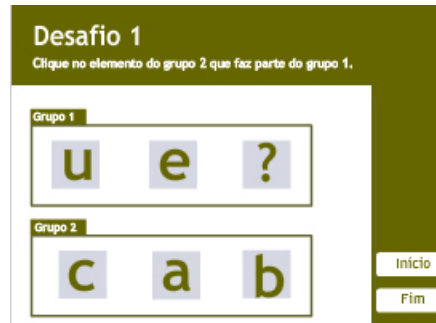 Desafio 1
Clique no elemento do grupo 2 que faz parte do grupo 1.
Grupo 1
u e ?
Grupo 2
c a b
Início
Fim